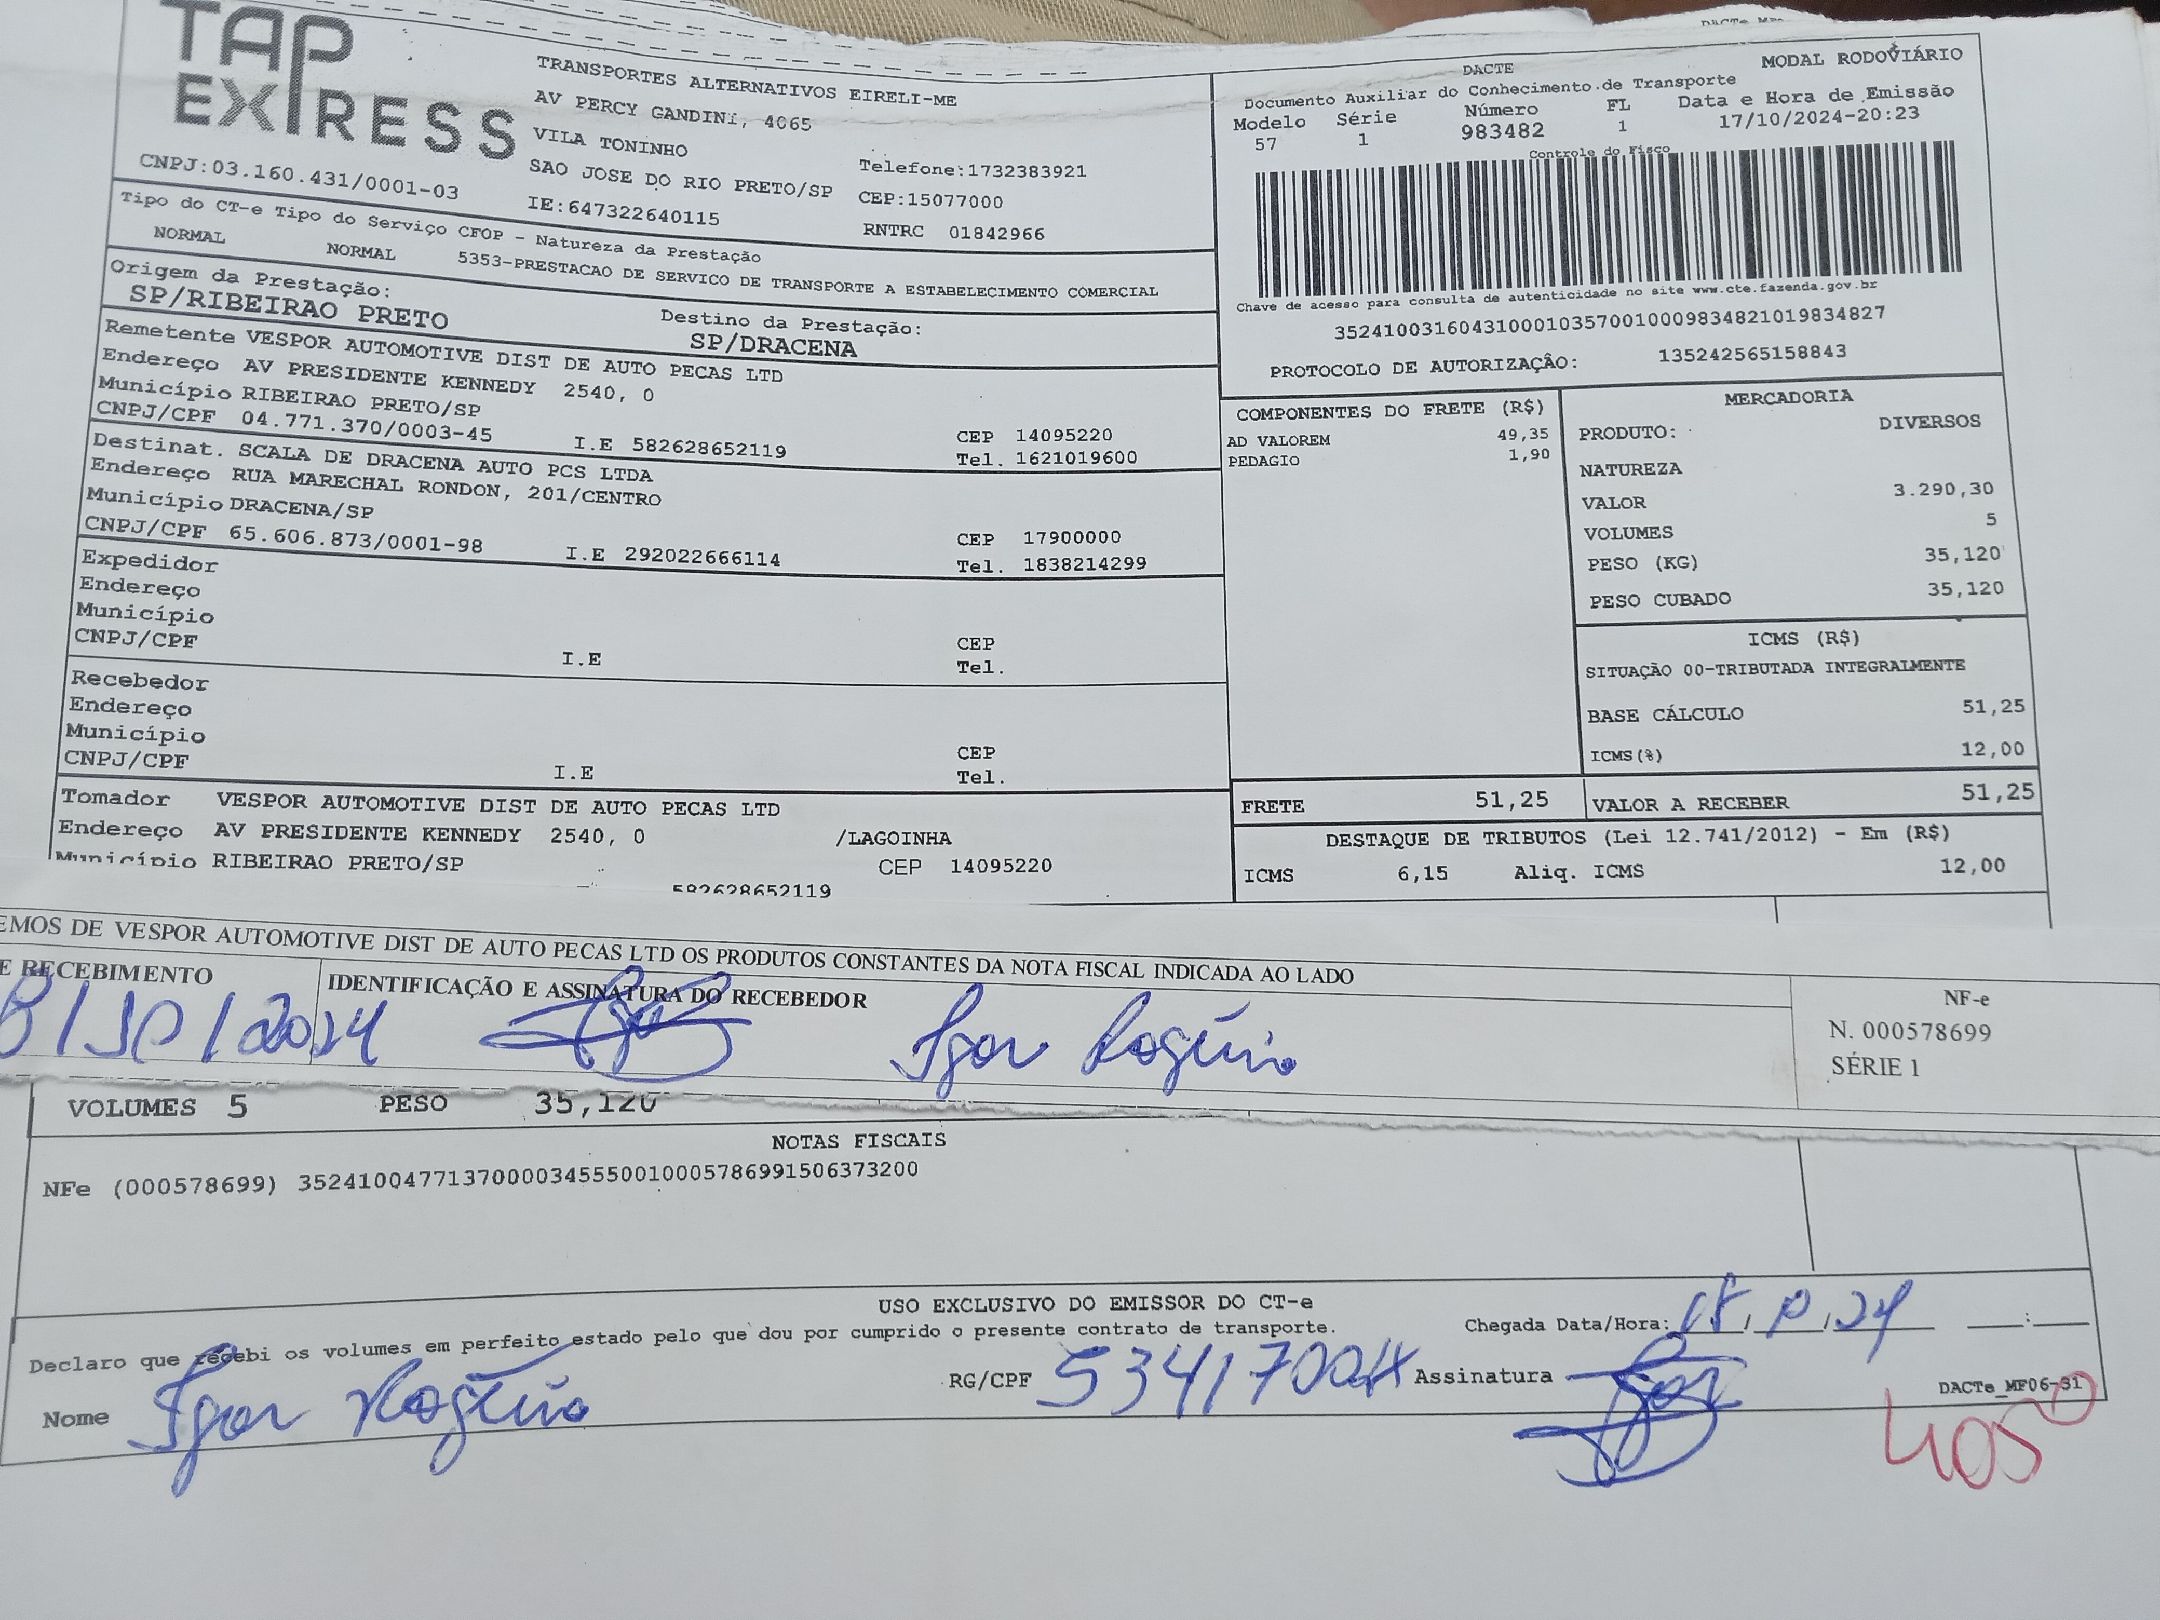 TAP EXPRESS
TRANSPORTES ALTERNATIVOS EIRELI-ME
AV PERCY GANDINI, 4065
VILA TONINHO
SAO JOSE DO RIO PRETO/SP
Telefone:1732383921
CEP:15077000
CNPJ:03.160.431/0001-03
IE:647322640115
RNTRC 01842966
Tipo do CT-e Tipo do Serviço CFOP - Natureza da Prestação
NORMAL NORMAL 5353-PRESTACAO DE SERVICO DE TRANSPORTE A ESTABELECIMENTO COMERCIAL
Origem da Prestação:
SP/RIBEIRAO PRETO
Destino da Prestação:
SP/DRACENA
Remetente VESPOR AUTOMOTIVE DIST DE AUTO PECAS LTD
Endereço AV PRESIDENTE KENNEDY 2540, 0
Município RIBEIRAO PRETO/SP CEP 14095220
CNPJ/CPF 04.771.370/0003-45 I.E 582628652119 Tel. 1621019600
Destinat. SCALA DE DRACENA AUTO PCS LTDA
Endereço RUA MARECHAL RONDON, 201/CENTRO
Município DRACENA/SP CEP 17900000
CNPJ/CPF 65.606.873/0001-98 I.E 292022666114 Tel. 1838214299
Expedidor
Endereço
Município CEP
CNPJ/CPF I.E Tel.
Recebedor
Endereço
Município CEP
CNPJ/CPF I.E Tel.
Tomador VESPOR AUTOMOTIVE DIST DE AUTO PECAS LTD
Endereço AV PRESIDENTE KENNEDY 2540, 0 /LAGOINHA
Município RIBEIRAO PRETO/SP CEP 14095220
582628652119
DACTE MODAL RODOVIÁRIO
Documento Auxiliar do Conhecimento de Transporte
Modelo Série Número FL Data e Hora de Emissão
57 1 983482 1 17/10/2024-20:23
Controle do Fisco
Chave de acesso para consulta de autenticidade no site www.cte.fazenda.gov.br
35241003160431000103570010009834821019834827
PROTOCOLO DE AUTORIZAÇÂO: 135242565158843
COMPONENTES DO FRETE (R$)
AD VALOREM 49,35
PEDAGIO 1,90
MERCADORIA
PRODUTO: DIVERSOS
NATUREZA
VALOR 3.290,30
VOLUMES 5
PESO (KG) 35,120
PESO CUBADO 35,120
ICMS (R$)
SITUAÇÃO 00-TRIBUTADA INTEGRALMENTE
BASE CÁLCULO 51,25
ICMS(%) 12,00
FRETE 51,25 VALOR A RECEBER 51,25
DESTAQUE DE TRIBUTOS (Lei 12.741/2012) - Em (R$)
ICMS 6,15 Aliq. ICMS 12,00
EMOS DE VESPOR AUTOMOTIVE DIST DE AUTO PECAS LTD OS PRODUTOS CONSTANTES DA NOTA FISCAL INDICADA AO LADO
E RECEBIMENTO IDENTIFICAÇÃO E ASSINATURA DO RECEBEDOR
8/10/2024 Igor Rogério
NF-e
N. 000578699
SÉRIE 1
VOLUMES 5 PESO 35,120
NOTAS FISCAIS
NFe (000578699) 35241004771370000345550010005786991506373200
USO EXCLUSIVO DO EMISSOR DO CT-e
Declaro que recebi os volumes em perfeito estado pelo que dou por cumprido o presente contrato de transporte. Chegada Data/Hora:
Nome Igor Rogério RG/CPF Assinatura Igor
DACTe_MF06-31